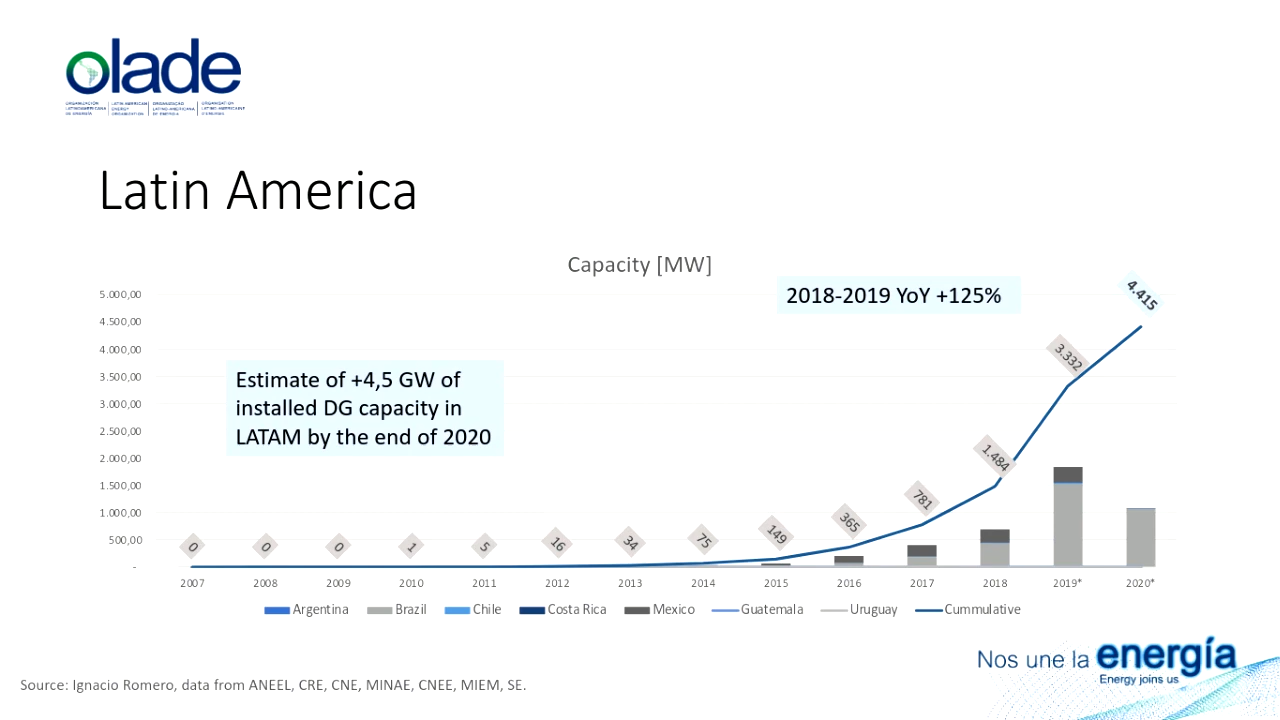 olade
ORGANIZACIÓN LATINOAMERICANA DE ENERGÍA
LATIN AMERICAN ENERGY ORGANIZATION
ORGANIZAÇÃO LATINO-AMERICANA DE ENERGIA
ORGANISATION LATINO-AMERICAINE D'ENERGIE
Latin America
Capacity [MW]
2018-2019 YoY +125%
Estimate of +4,5 GW of
installed DG capacity in
LATAM by the end of 2020
5.000,00
4.500,00
4.000,00
3.500,00
3.000,00
2.500,00
2.000,00
1.500,00
1.000,00
500,00
-
0 0 0 1 5 16 34 75 149 365 781 1.484 3.332 4.415
2007 2008 2009 2010 2011 2012 2013 2014 2015 2016 2017 2018 2019* 2020*
Argentina Brazil Chile Costa Rica Mexico Guatemala Uruguay Cummulative
Nos une la energía
Energy joins us
Source: Ignacio Romero, data from ANEEL, CRE, CNE, MINAE, CNEE, MIEM, SE.